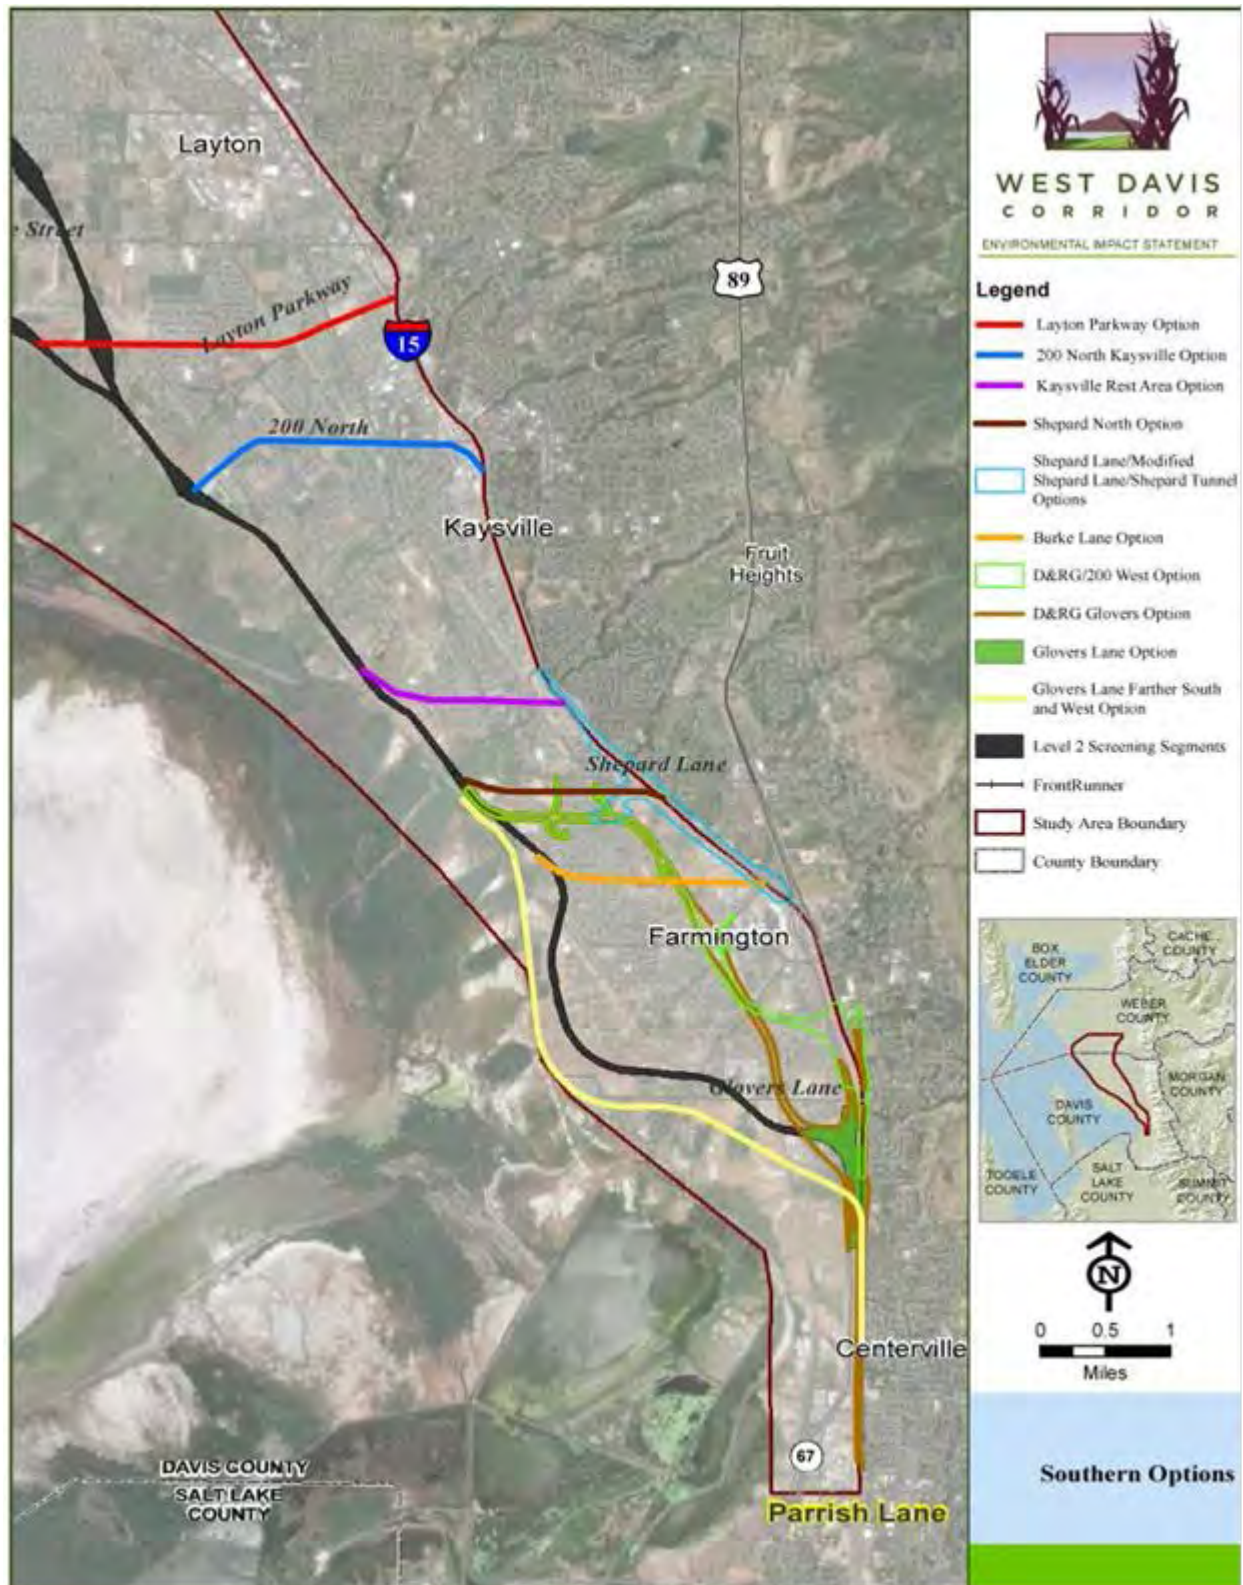 Layton
e Street
Layton Parkway
15
89
200 North
Kaysville
Fruit
Heights
Shepard Lane
Farmington
Glovers Lane
Centerville
67
DAVIS COUNTY
SALT LAKE
COUNTY
Parrish Lane
WEST DAVIS
CORRIDOR
ENVIRONMENTAL IMPACT STATEMENT
Legend
Layton Parkway Option
200 North Kaysville Option
Kaysville Rest Area Option
Shepard North Option
Shepard Lane/Modified
Shepard Lane/Shepard Tunnel
Options
Burke Lane Option
D&RG/200 West Option
D&RG Glovers Option
Glovers Lane Option
Glovers Lane Farther South
and West Option
Level 2 Screening Segments
FrontRunner
Study Area Boundary
County Boundary
BOX
ELDER
COUNTY
CACHE
COUNTY
WEBER
COUNTY
MORGAN
COUNTY
DAVIS
COUNTY
TOOELE
COUNTY
SALT
LAKE
COUNTY
SUMMIT
COUNTY
N
0 0.5 1
Miles
Southern Options